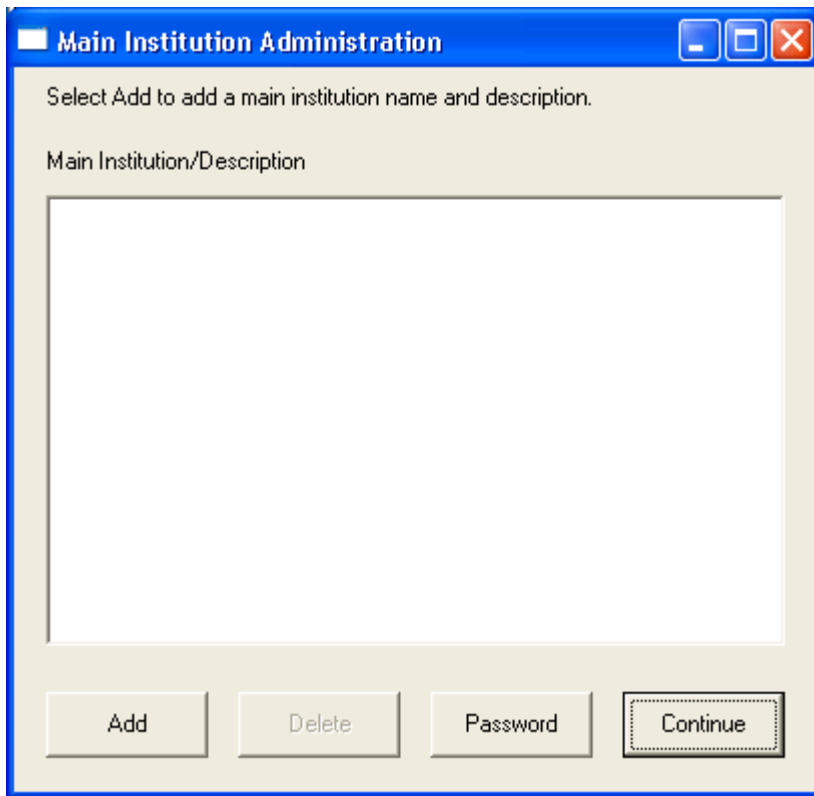 Main Institution Administration
Select Add to add a main institution name and description.
Main Institution/Description
Add Delete Password Continue